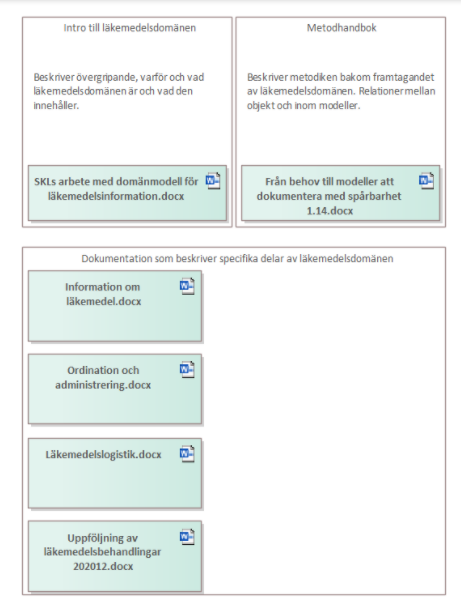 Intro till läkemedelsdomänen
Beskriver övergripande, varför och vad
läkemedelsdomänen är och vad den
innehåller.
SKLs arbete med domänmodell för
läkemedelsinformation.docx
Metodhandbok
Beskriver metodiken bakom framtagandet
av läkemedelsdomänen. Relationer mellan
objekt och inom modeller.
Från behov till modeller att
dokumentera med spårbarhet
1.14.docx
Dokumentation som beskriver specifika delar av läkemedelsdomänen
Information om
läkemedel.docx
Ordination och
administrering.docx
Läkemedelslogistik.docx
Uppföljning av
läkemedelsbehandlingar
202012.docx